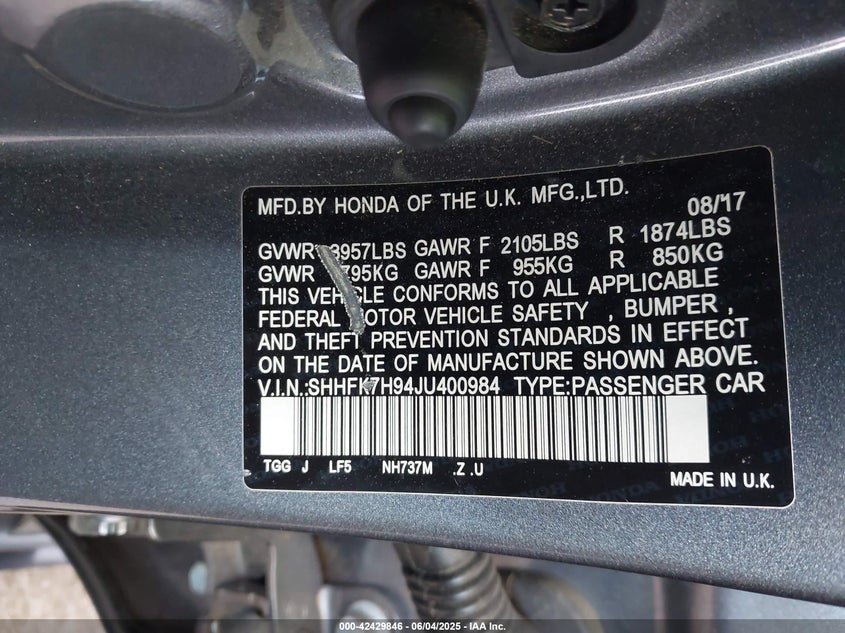 MFD.BY HONDA OF THE U.K. MFG.,LTD. 08/17
GVWR 3957LBS GAWR F 2105LBS R 1874LBS
GVWR 795KG GAWR F 955KG R 850KG
THIS VEHICLE CONFORMS TO ALL APPLICABLE
FEDERAL MOTOR VEHICLE SAFETY , BUMPER ,
AND THEFT PREVENTION STANDARDS IN EFFECT
ON THE DATE OF MANUFACTURE SHOWN ABOVE.
V.I.N.:SHHFK7H94JU400984 TYPE:PASSENGER CAR
TGG J LF5 NH737M .Z .U
MADE IN U.K.
000-42429846 - 06/04/2025 - IAA Inc.